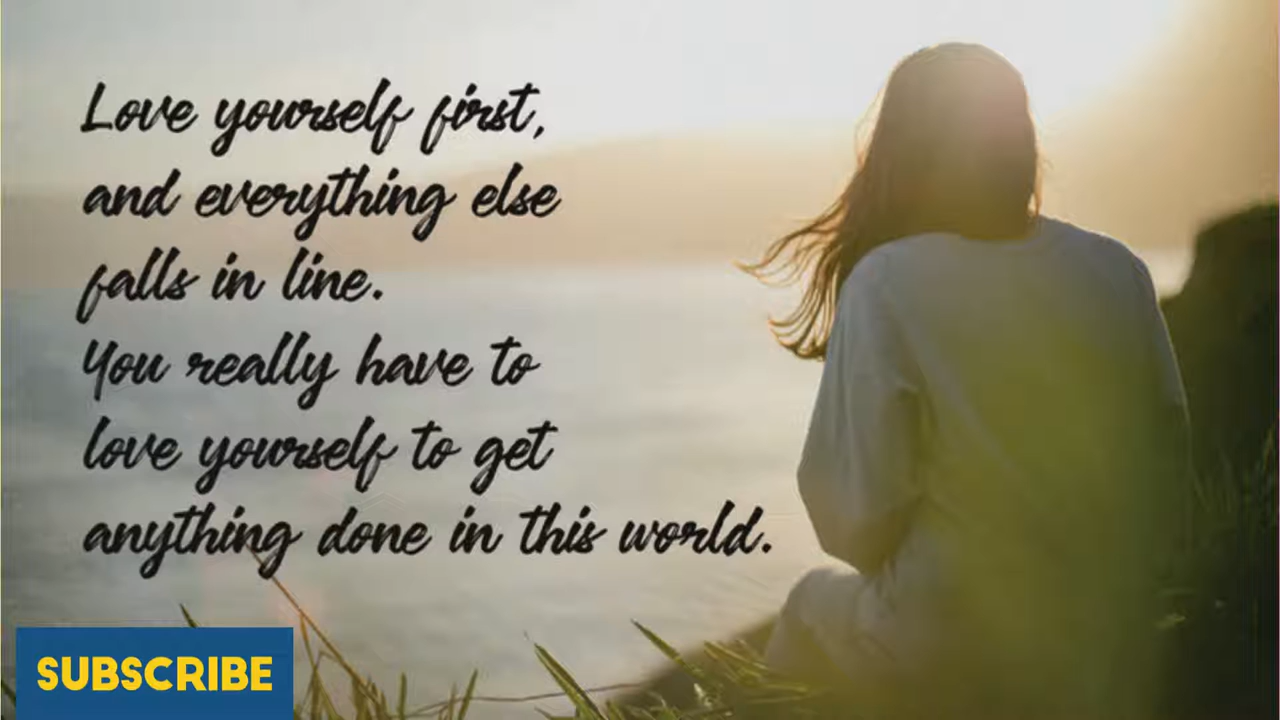 Love yourself first,
and everything else
falls in line.
You really have to
love yourself to get
anything done in this world.
SUBSCRIBE